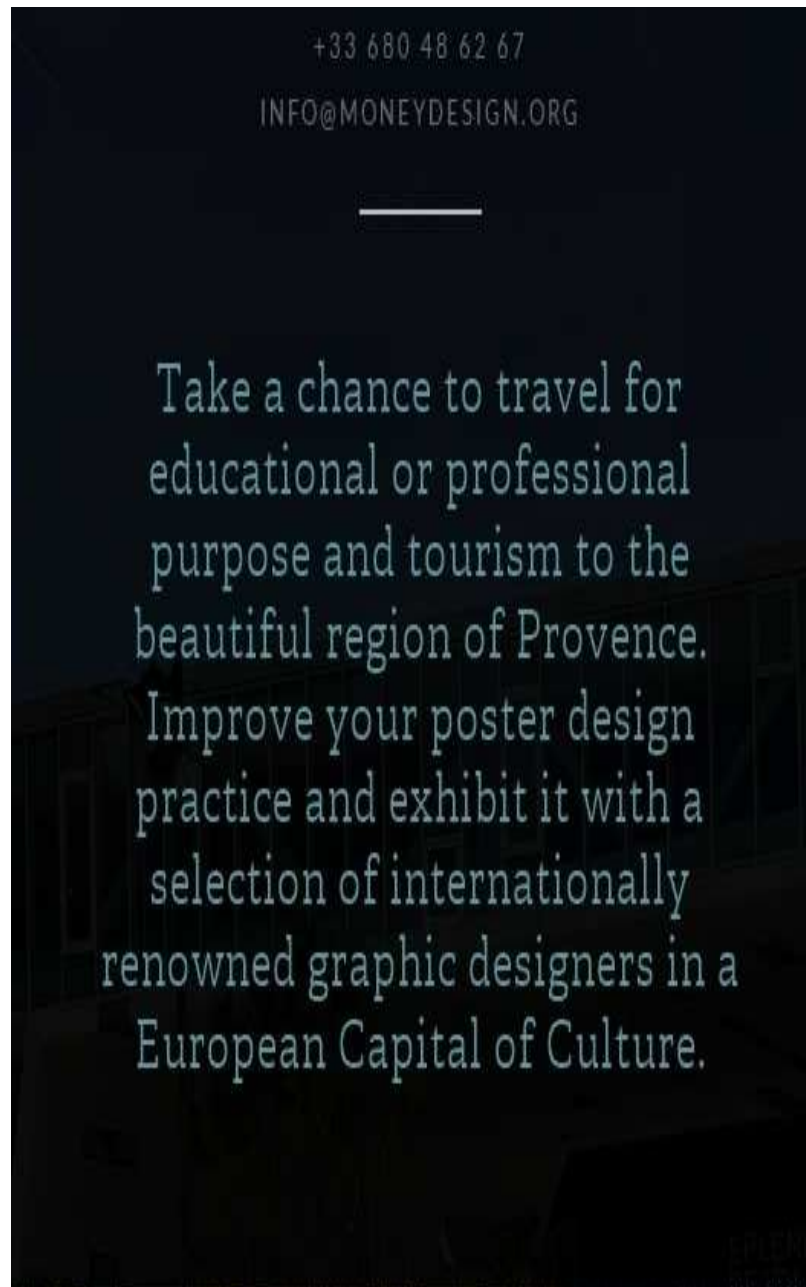 +33 680 48 62 67
INFO@MONEYDESIGN.ORG
Take a chance to travel for
educational or professional
purpose and tourism to the
beautiful region of Provence.
Improve your poster design
practice and exhibit it with a
selection of internationally
renowned graphic designers in a
European Capital of Culture.